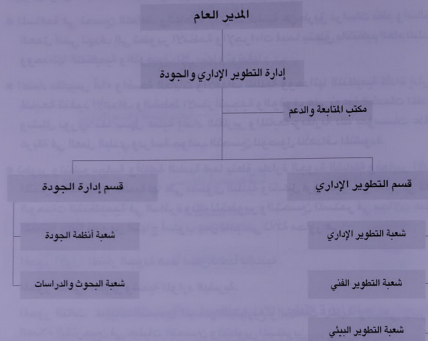 المدير العام
إدارة التطوير الإداري والجودة
مكتب المتابعة والدعم
قسم التطوير الإداري
قسم إدارة الجودة
شعبة التطوير الإداري
شعبة أنظمة الجودة
شعبة التطوير الفني
شعبة البحوث والدراسات
شعبة التطوير البيئي